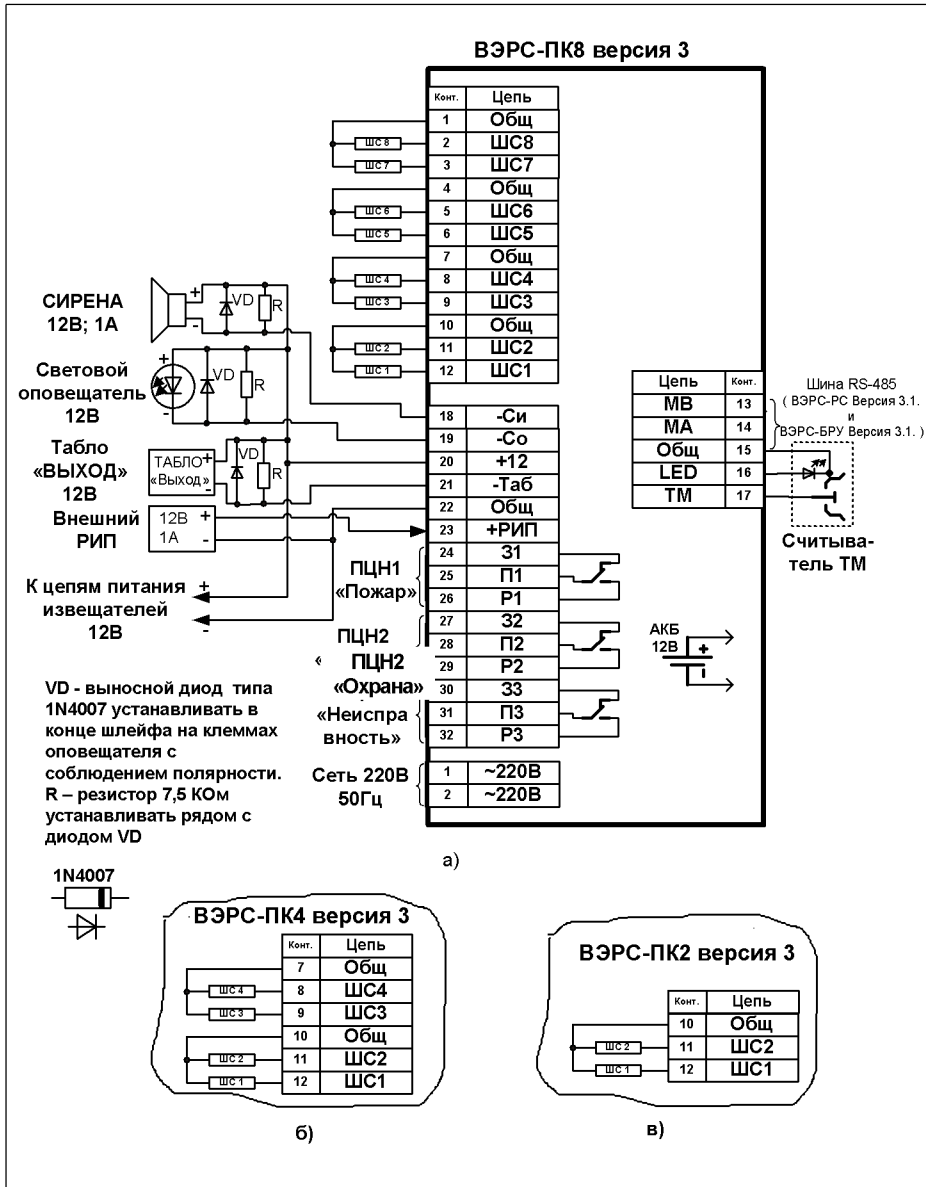 ВЭРС-ПК8 версия 3
Конт. Цепь
1 Общ
ШС 8 2 ШС8
ШС 7 3 ШС7
4 Общ
ШС 6 5 ШС6
ШС 5 6 ШС5
7 Общ
ШС 4 8 ШС4
ШС 3 9 ШС3
10 Общ
ШС 2 11 ШС2
ШС 1 12 ШС1
СИРЕНА
12В; 1А
+
-
VD
R
Световой
оповещатель
12В
+
-
VD
R
Табло
«ВЫХОД»
12В
ТАБЛО
«Выход»
+
-
VD
R
Внешний
РИП
12В +
1А -
К цепям питания
извещателей
12В
+
-
18 -Си
19 -Со
20 +12
21 -Таб
22 Общ
23 +РИП
24 З1
25 П1
26 Р1
27 З2
28 П2
29 Р2
30 З3
31 П3
32 Р3
ПЦН1
«Пожар»
ПЦН2
«
ПЦН2
«Охрана»
«Неиспра
вность»
Сеть 220В
50Гц
1 ~220В
2 ~220В
Цепь Конт.
МВ 13
МА 14
Общ 15
LED 16
ТМ 17
Шина RS-485
( ВЭРС-РС Версия 3.1.
и
ВЭРС-БРУ Версия 3.1. )
Считыва-
тель ТМ
АКБ
12В
+
-
VD - выносной диод типа
1N4007 устанавливать в
конце шлейфа на клеммах
оповещателя с
соблюдением полярности.
R – резистор 7,5 КОм
устанавливать рядом с
диодом VD
1N4007
а)
ВЭРС-ПК4 версия 3
Конт. Цепь
7 Общ
ШС 4 8 ШС4
ШС 3 9 ШС3
10 Общ
ШС 2 11 ШС2
ШС 1 12 ШС1
б)
ВЭРС-ПК2 версия 3
Конт. Цепь
10 Общ
ШС 2 11 ШС2
ШС 1 12 ШС1
в)